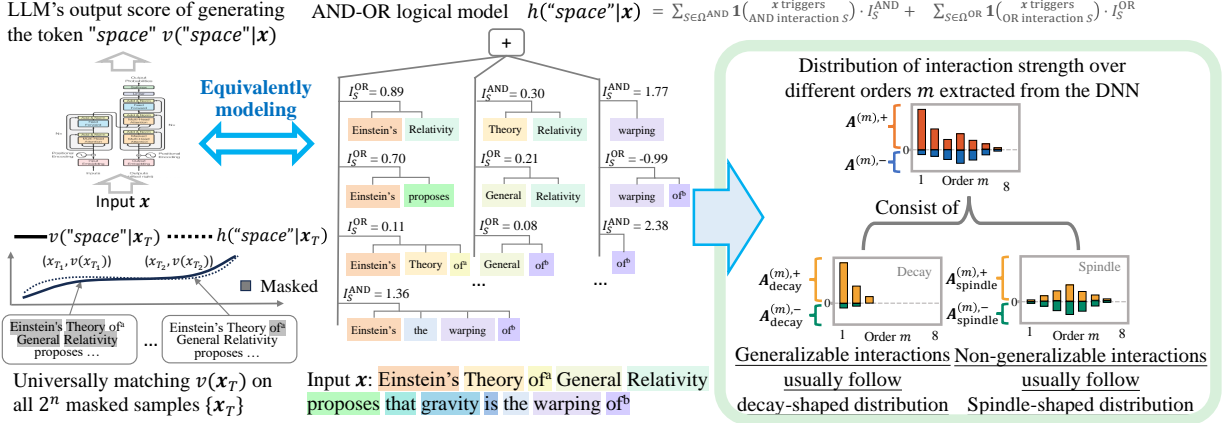 LLM's output score of generating
the token "space" v("space"|x)
Input x
Equivalently
modeling
v("space"|x_T) h("space"|x_T)
(x_{T_1}, v(x_{T_1})) (x_{T_2}, v(x_{T_2}))
Masked
Einstein's Theory of^a
General Relativity
proposes …
...
Einstein's Theory of^a
General Relativity
proposes …
Universally matching v(x_T) on
all 2^n masked samples {x_T}
AND-OR logical model h("space"|x) = ∑_{S∈Ω^AND} 1(x triggers AND interaction S) · I_S^AND + ∑_{S∈Ω^OR} 1(x triggers OR interaction S) · I_S^OR
+
I_S^OR = 0.89
Einstein's Relativity
I_S^OR = 0.70
Einstein's proposes
I_S^OR = 0.11
Einstein's Theory of^a
I_S^AND = 1.36
Einstein's the warping of^b
I_S^AND = 0.30
Theory Relativity
I_S^OR = 0.21
General Relativity
I_S^OR = 0.08
General of^b
...
I_S^AND = 1.77
warping
I_S^OR = -0.99
warping of^b
I_S^AND = 2.38
of^b
...
Input x: Einstein's Theory of^a General Relativity
proposes that gravity is the warping of^b
Distribution of interaction strength over
different orders m extracted from the DNN
A^{(m),+}
0
A^{(m),−}
1 Order m 8
Consist of
Decay
A_decay^{(m),+}
0
A_decay^{(m),−}
1 Order m 8
Spindle
A_spindle^{(m),+}
0
A_spindle^{(m),−}
1 Order m 8
Generalizable interactions
usually follow
decay-shaped distribution
Non-generalizable interactions
usually follow
Spindle-shaped distribution